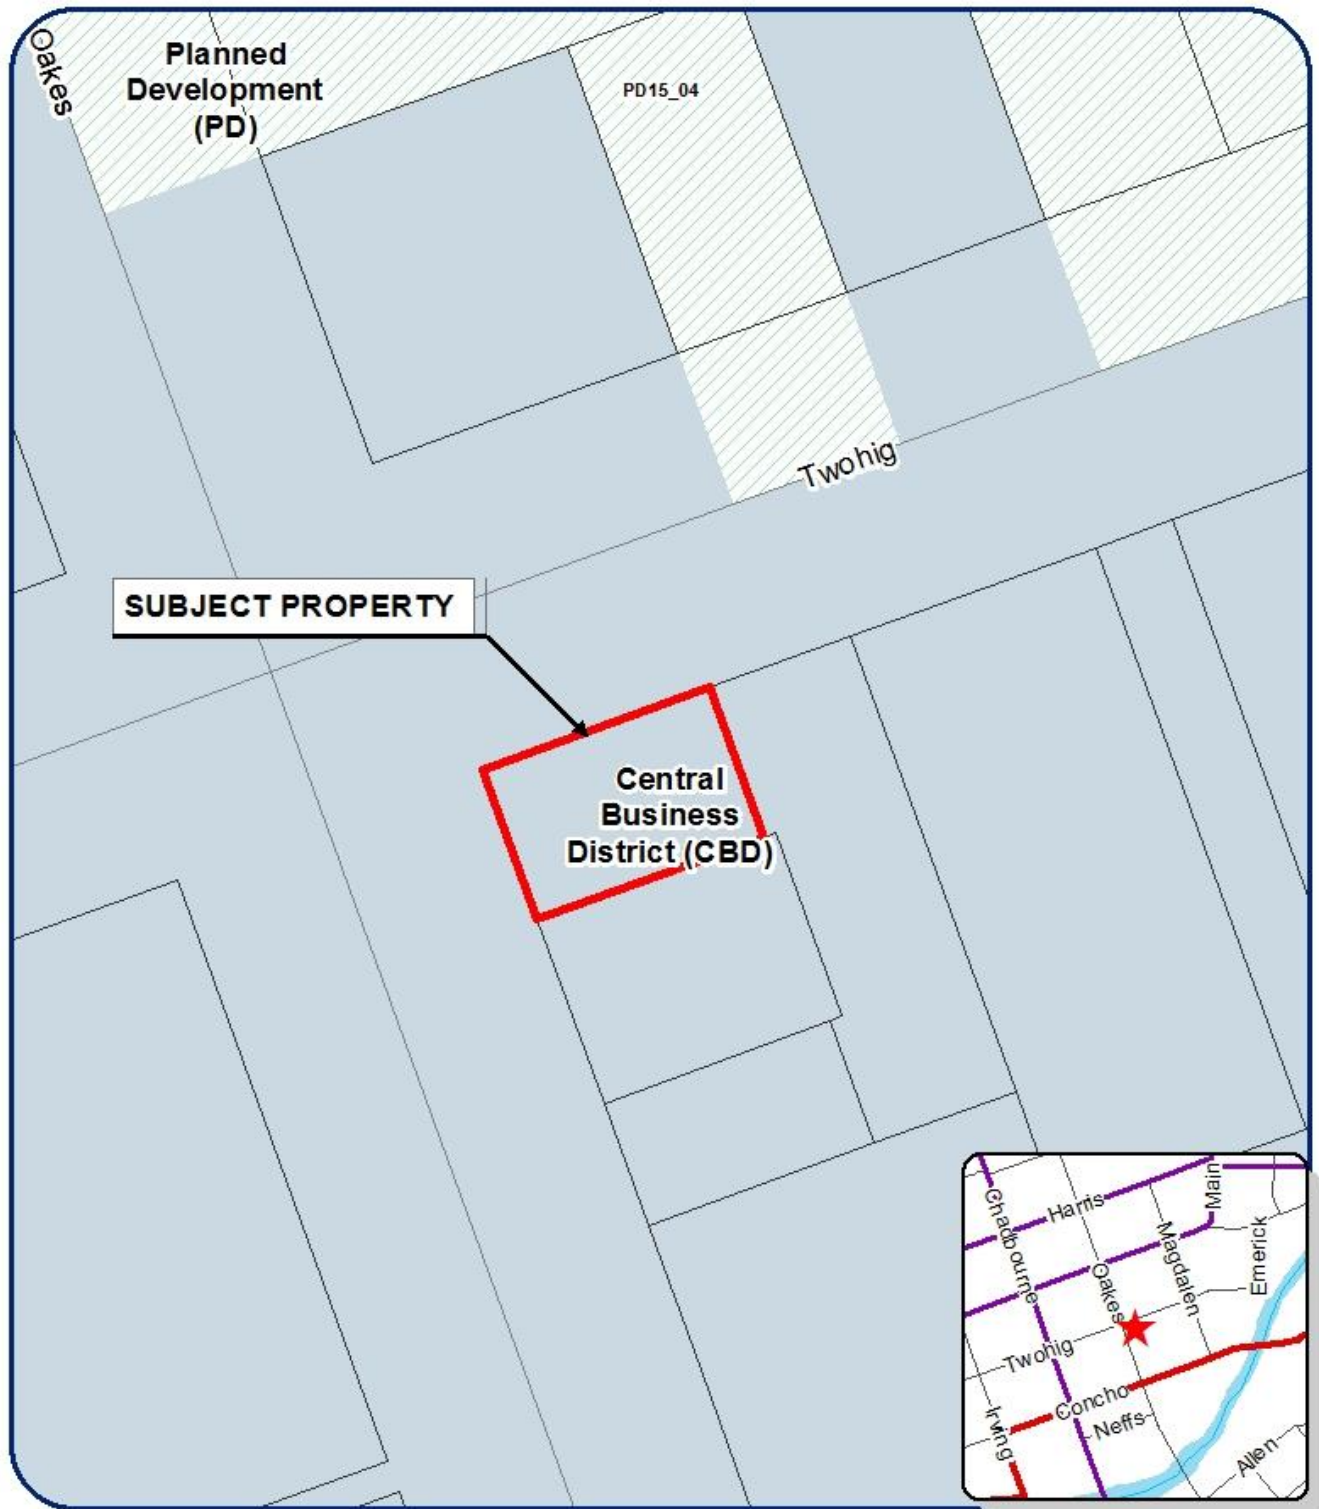 Oakes
Planned
Development
(PD)
PD15_04
Twohig
SUBJECT PROPERTY
Central
Business
District (CBD)
Chadbourne
Harris
Main
Magdalen
Emerick
Oakes
Twohig
Concho
Neffs
Irving
Allen